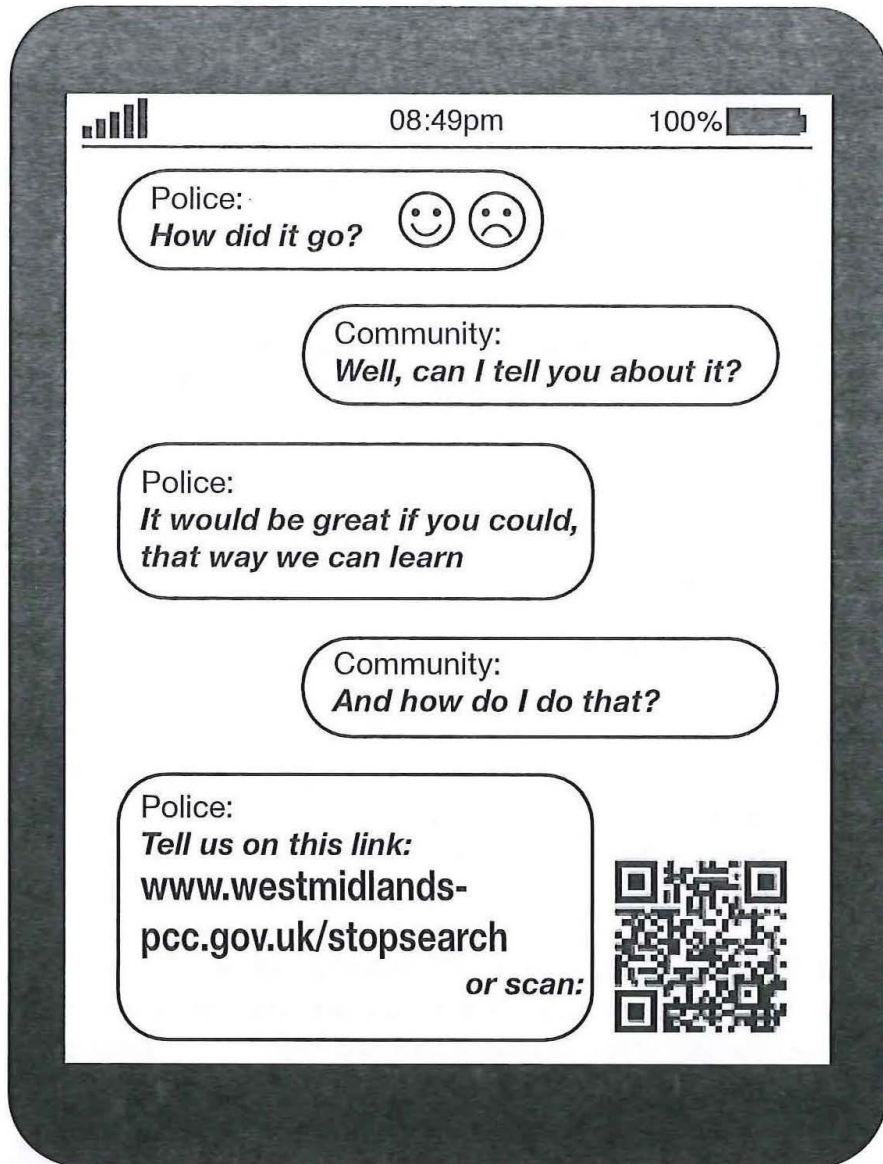 08:49pm 100%
Police:
How did it go?
Community:
Well, can I tell you about it?
Police:
It would be great if you could,
that way we can learn
Community:
And how do I do that?
Police:
Tell us on this link:
www.westmidlands-
pcc.gov.uk/stopsearch
or scan: